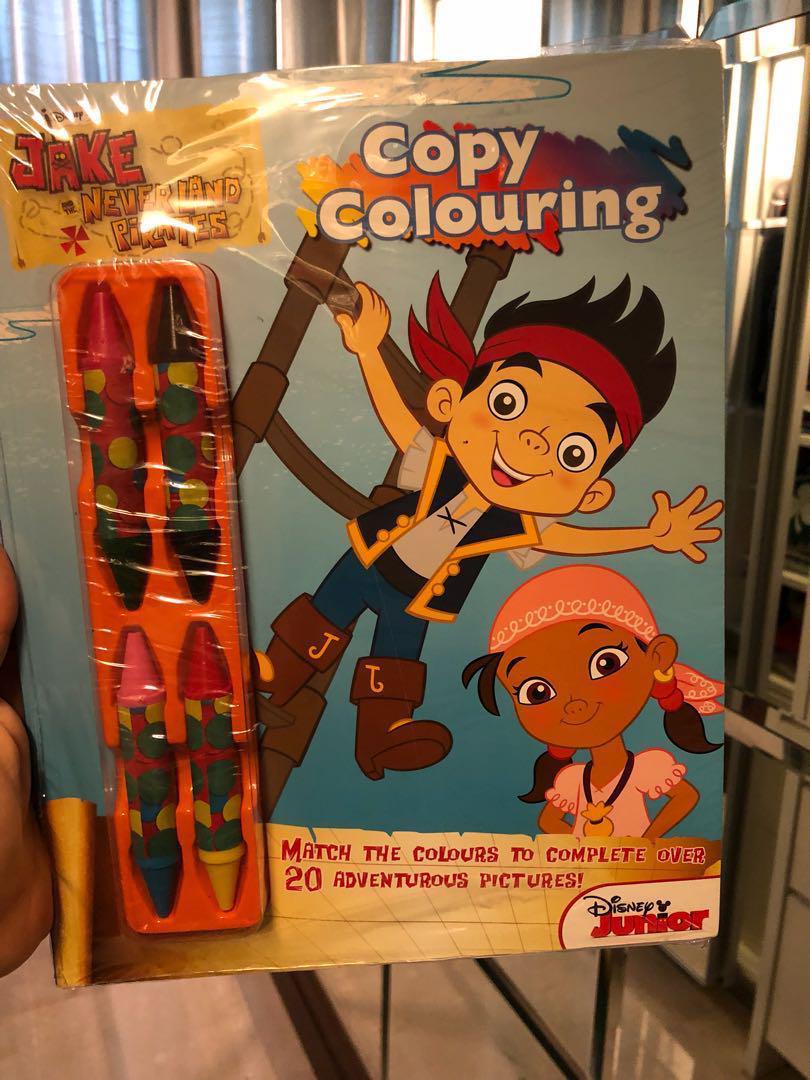 Disney
JAKE
AND THE
NEVER LAND
PIRATES
Copy
Colouring
J
J
MATCH THE COLOURS TO COMPLETE OVER
20 ADVENTUROUS PICTURES!
Disney
JUNIOR